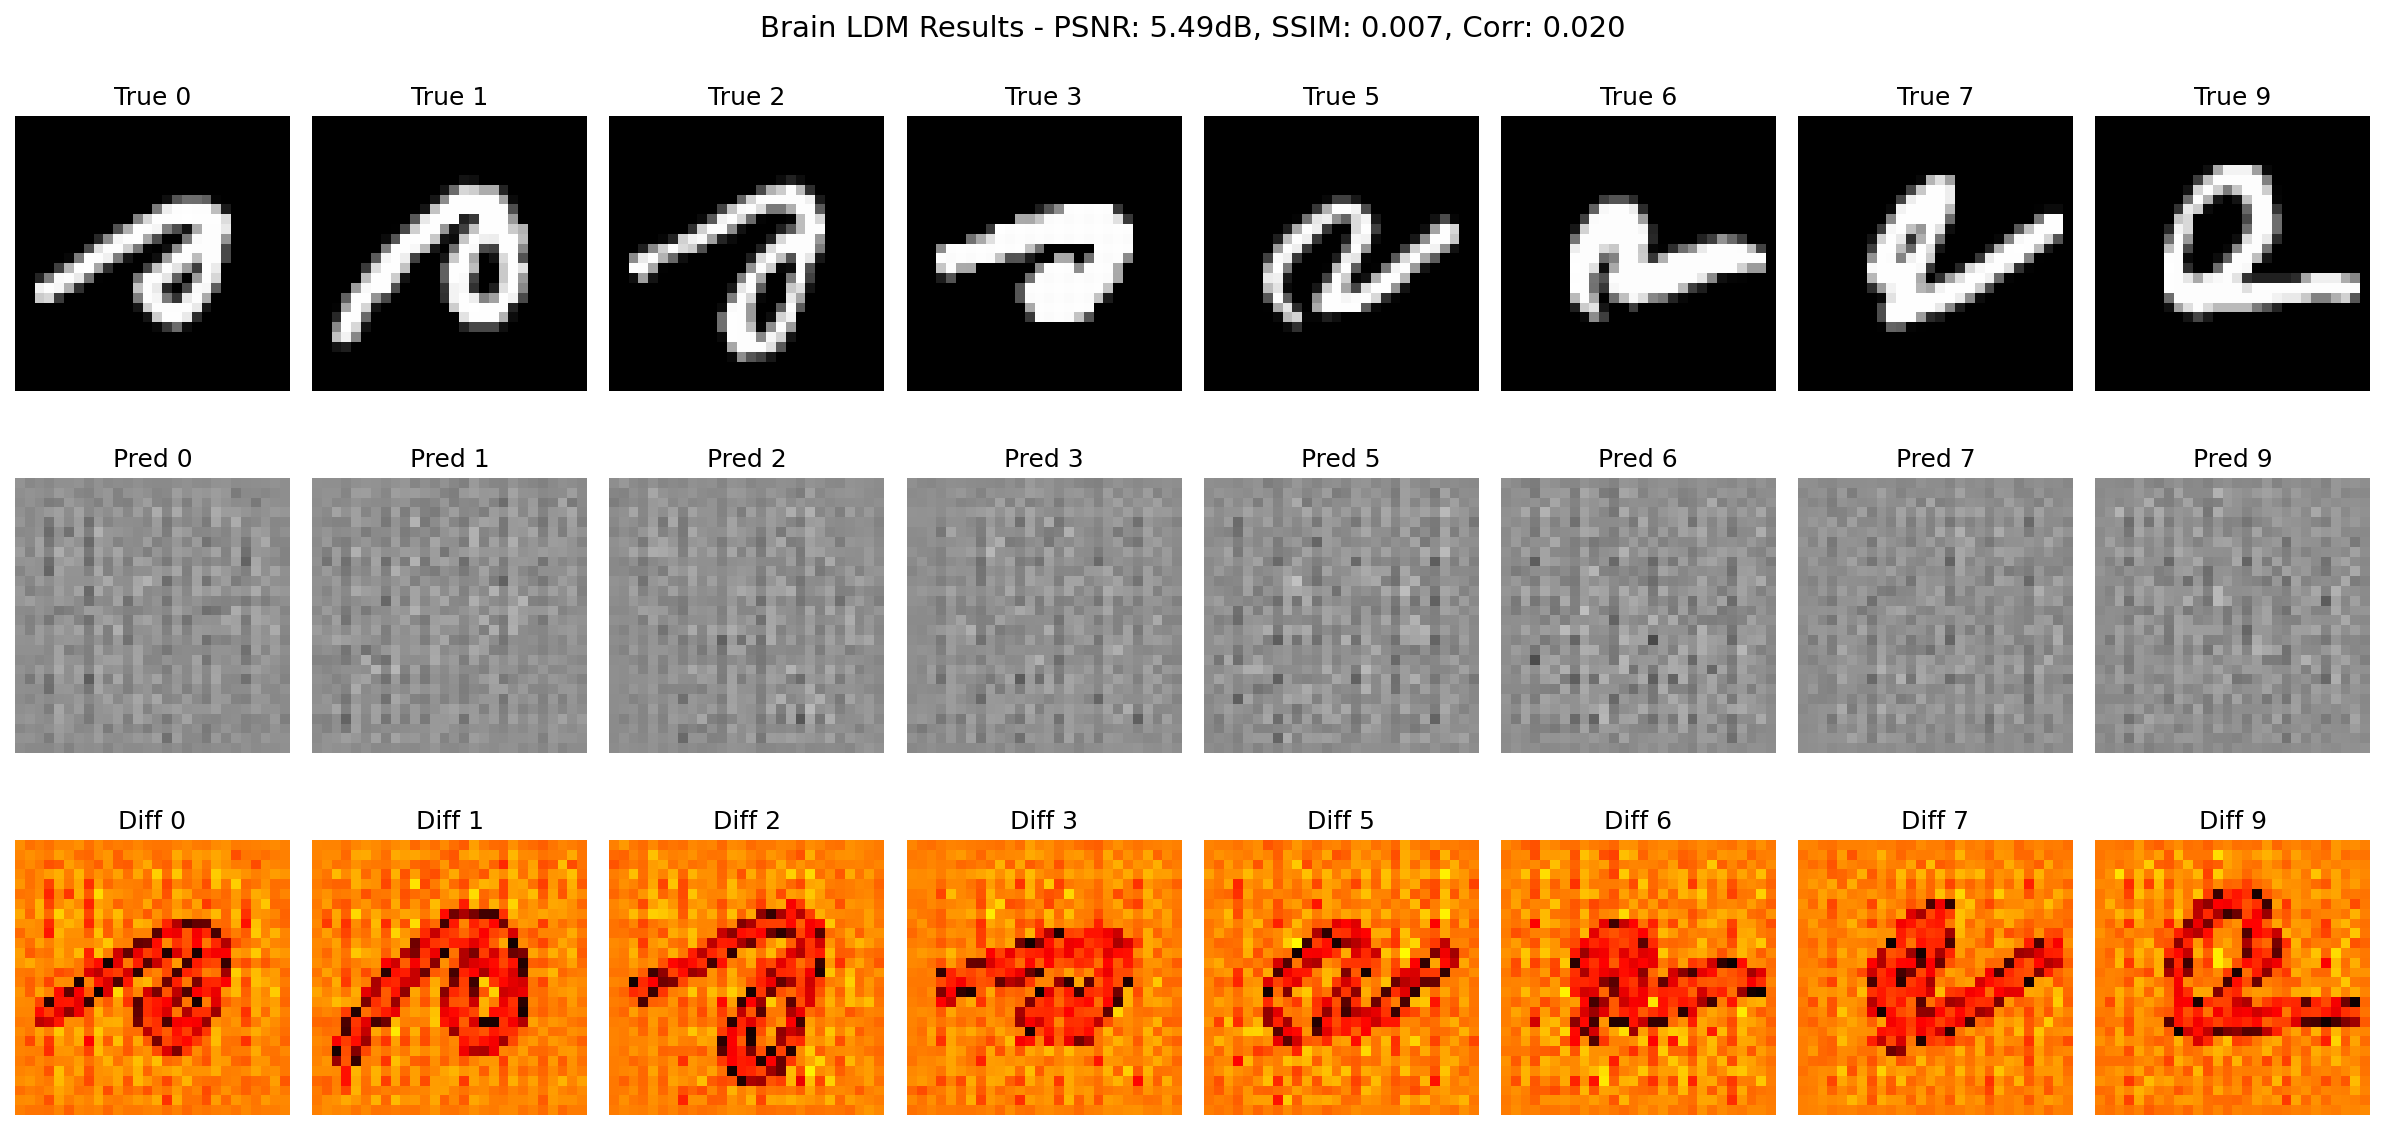 Brain LDM Results - PSNR: 5.49dB, SSIM: 0.007, Corr: 0.020
True 0 True 1 True 2 True 3 True 5 True 6 True 7 True 9
Pred 0 Pred 1 Pred 2 Pred 3 Pred 5 Pred 6 Pred 7 Pred 9
Diff 0 Diff 1 Diff 2 Diff 3 Diff 5 Diff 6 Diff 7 Diff 9